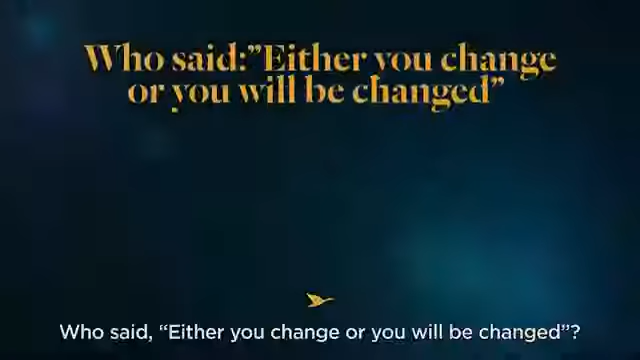 Who said:”Either you change
or you will be changed”
Who said, “Either you change or you will be changed”?